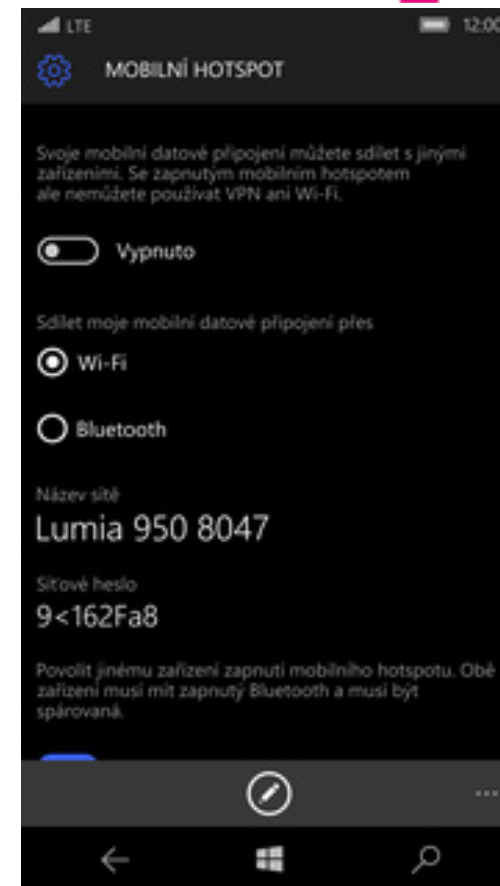 LTE
12:00
MOBILNÍ HOTSPOT
Svoje mobilní datové připojení můžete sdílet s jinými
zařízeními. Se zapnutým mobilním hotspotem
ale nemůžete používat VPN ani Wi-Fi.
Vypnuto
Sdílet moje mobilní datové připojení přes
Wi-Fi
Bluetooth
Název sítě
Lumia 950 8047
Síťové heslo
9<162Fa8
Povolit jinému zařízení zapnutí mobilního hotspotu. Obě
zařízení musí mít zapnutý Bluetooth a musí být
spárovaná.